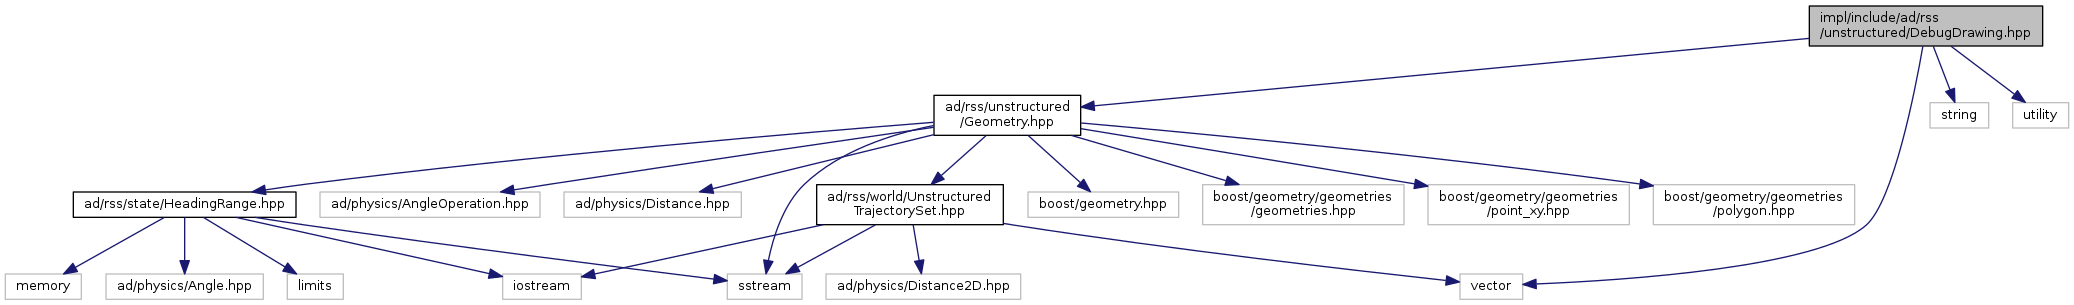 impl/include/ad/rss
/unstructured/DebugDrawing.hpp
ad/rss/unstructured
/Geometry.hpp
string
utility
ad/rss/state/HeadingRange.hpp
ad/physics/AngleOperation.hpp
ad/physics/Distance.hpp
ad/rss/world/Unstructured
TrajectorySet.hpp
boost/geometry.hpp
boost/geometry/geometries
/geometries.hpp
boost/geometry/geometries
/point_xy.hpp
boost/geometry/geometries
/polygon.hpp
memory
ad/physics/Angle.hpp
limits
iostream
sstream
ad/physics/Distance2D.hpp
vector